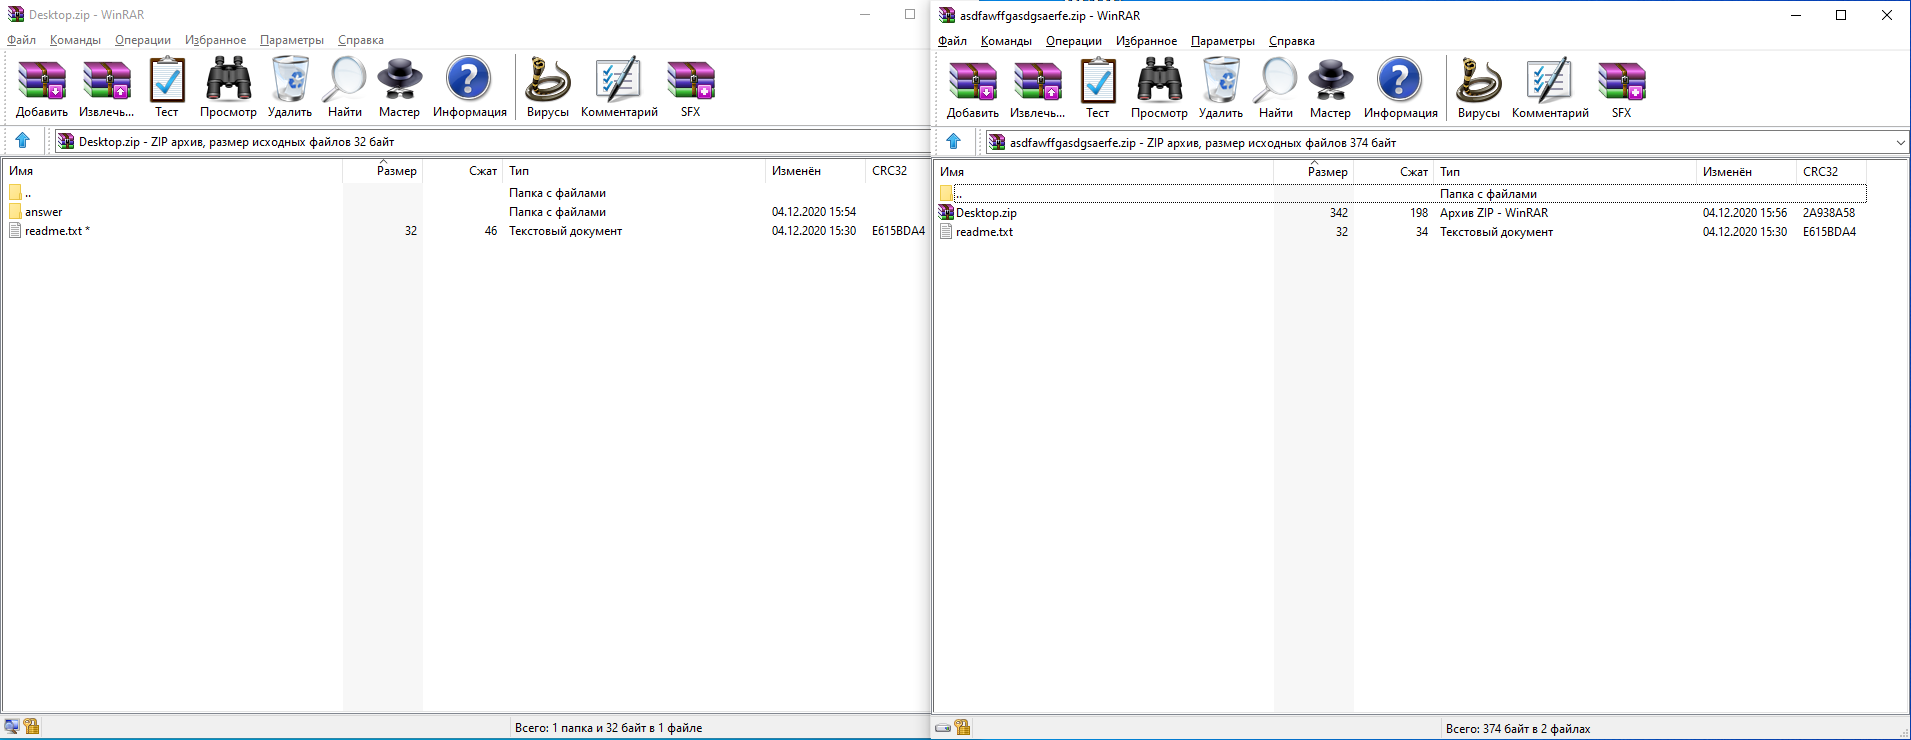 Desktop.zip - WinRAR
Файл Команды Операции Избранное Параметры Справка
Добавить Извлечь... Тест Просмотр Удалить Найти Мастер Информация Вирусы Комментарий SFX
Desktop.zip - ZIP архив, размер исходных файлов 32 байт
Имя Размер Сжат Тип Изменён CRC32
.. Папка с файлами
answer Папка с файлами 04.12.2020 15:54
readme.txt * 32 46 Текстовый документ 04.12.2020 15:30 E615BDA4
Всего: 1 папка и 32 байт в 1 файле
asdfawffgasdgsaerfe.zip - WinRAR
Файл Команды Операции Избранное Параметры Справка
Добавить Извлечь... Тест Просмотр Удалить Найти Мастер Информация Вирусы Комментарий SFX
asdfawffgasdgsaerfe.zip - ZIP архив, размер исходных файлов 374 байт
Имя Размер Сжат Тип Изменён CRC32
.. Папка с файлами
Desktop.zip 342 198 Архив ZIP - WinRAR 04.12.2020 15:56 2A938A58
readme.txt 32 34 Текстовый документ 04.12.2020 15:30 E615BDA4
Всего: 374 байт в 2 файлах